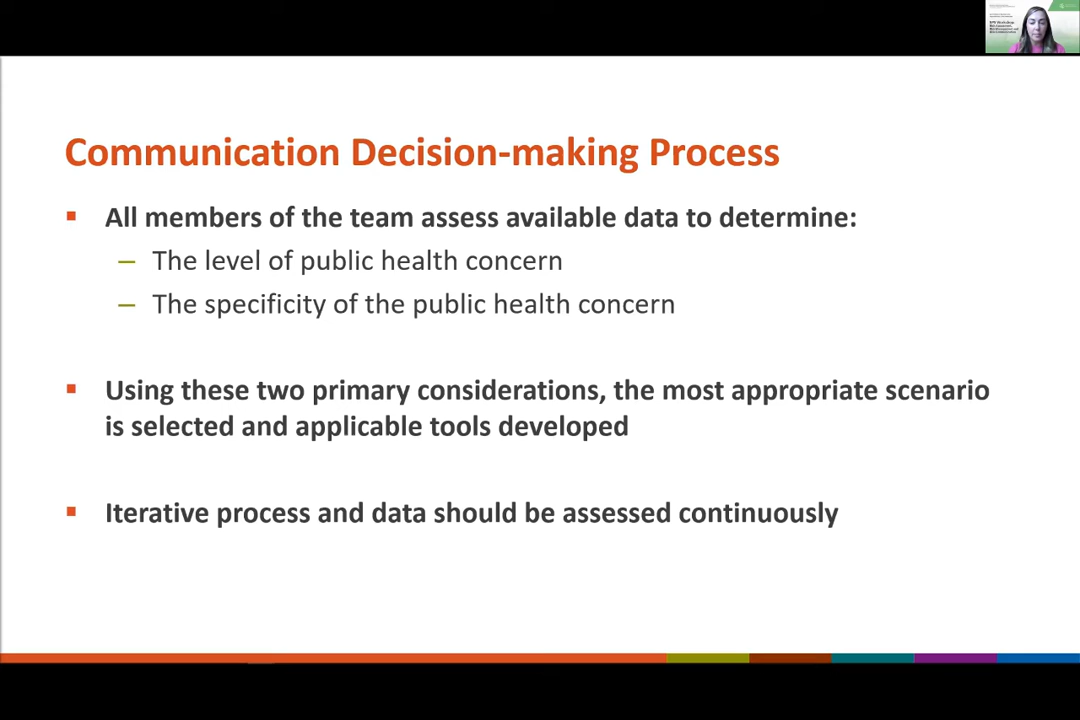 Communication Decision-making Process
▪ All members of the team assess available data to determine:
– The level of public health concern
– The specificity of the public health concern
▪ Using these two primary considerations, the most appropriate scenario
is selected and applicable tools developed
▪ Iterative process and data should be assessed continuously